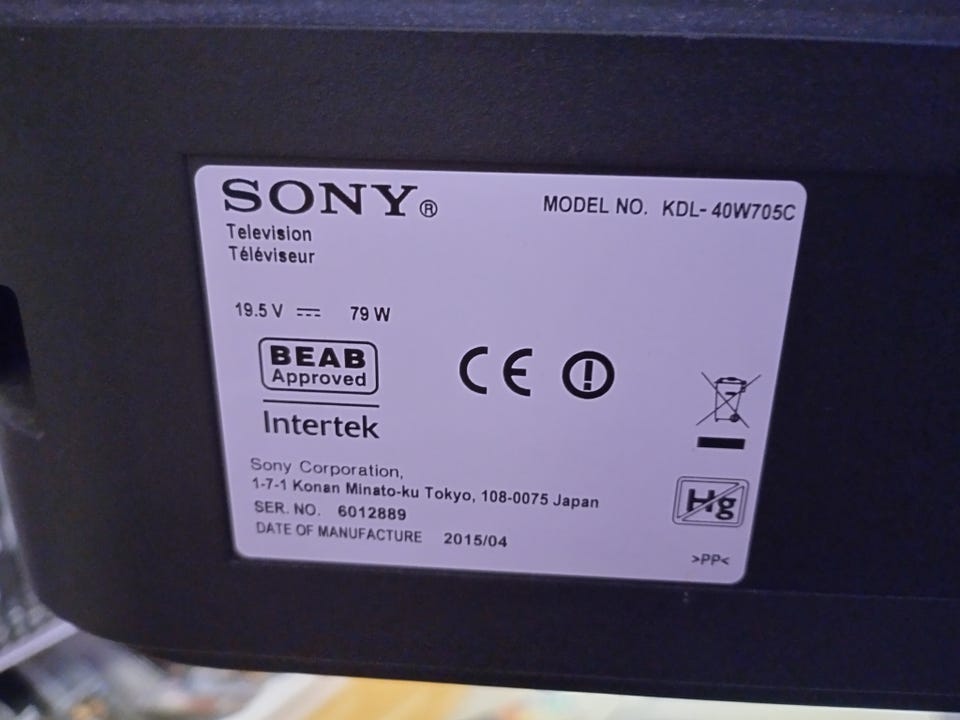 SONY®
MODEL NO. KDL-40W705C
Television
Téléviseur
19.5 V ⎓ 79 W
BEAB
Approved
Intertek
CE
Sony Corporation,
1-7-1 Konan Minato-ku Tokyo, 108-0075 Japan
SER. NO. 6012889
DATE OF MANUFACTURE 2015/04
Hg
>PP<